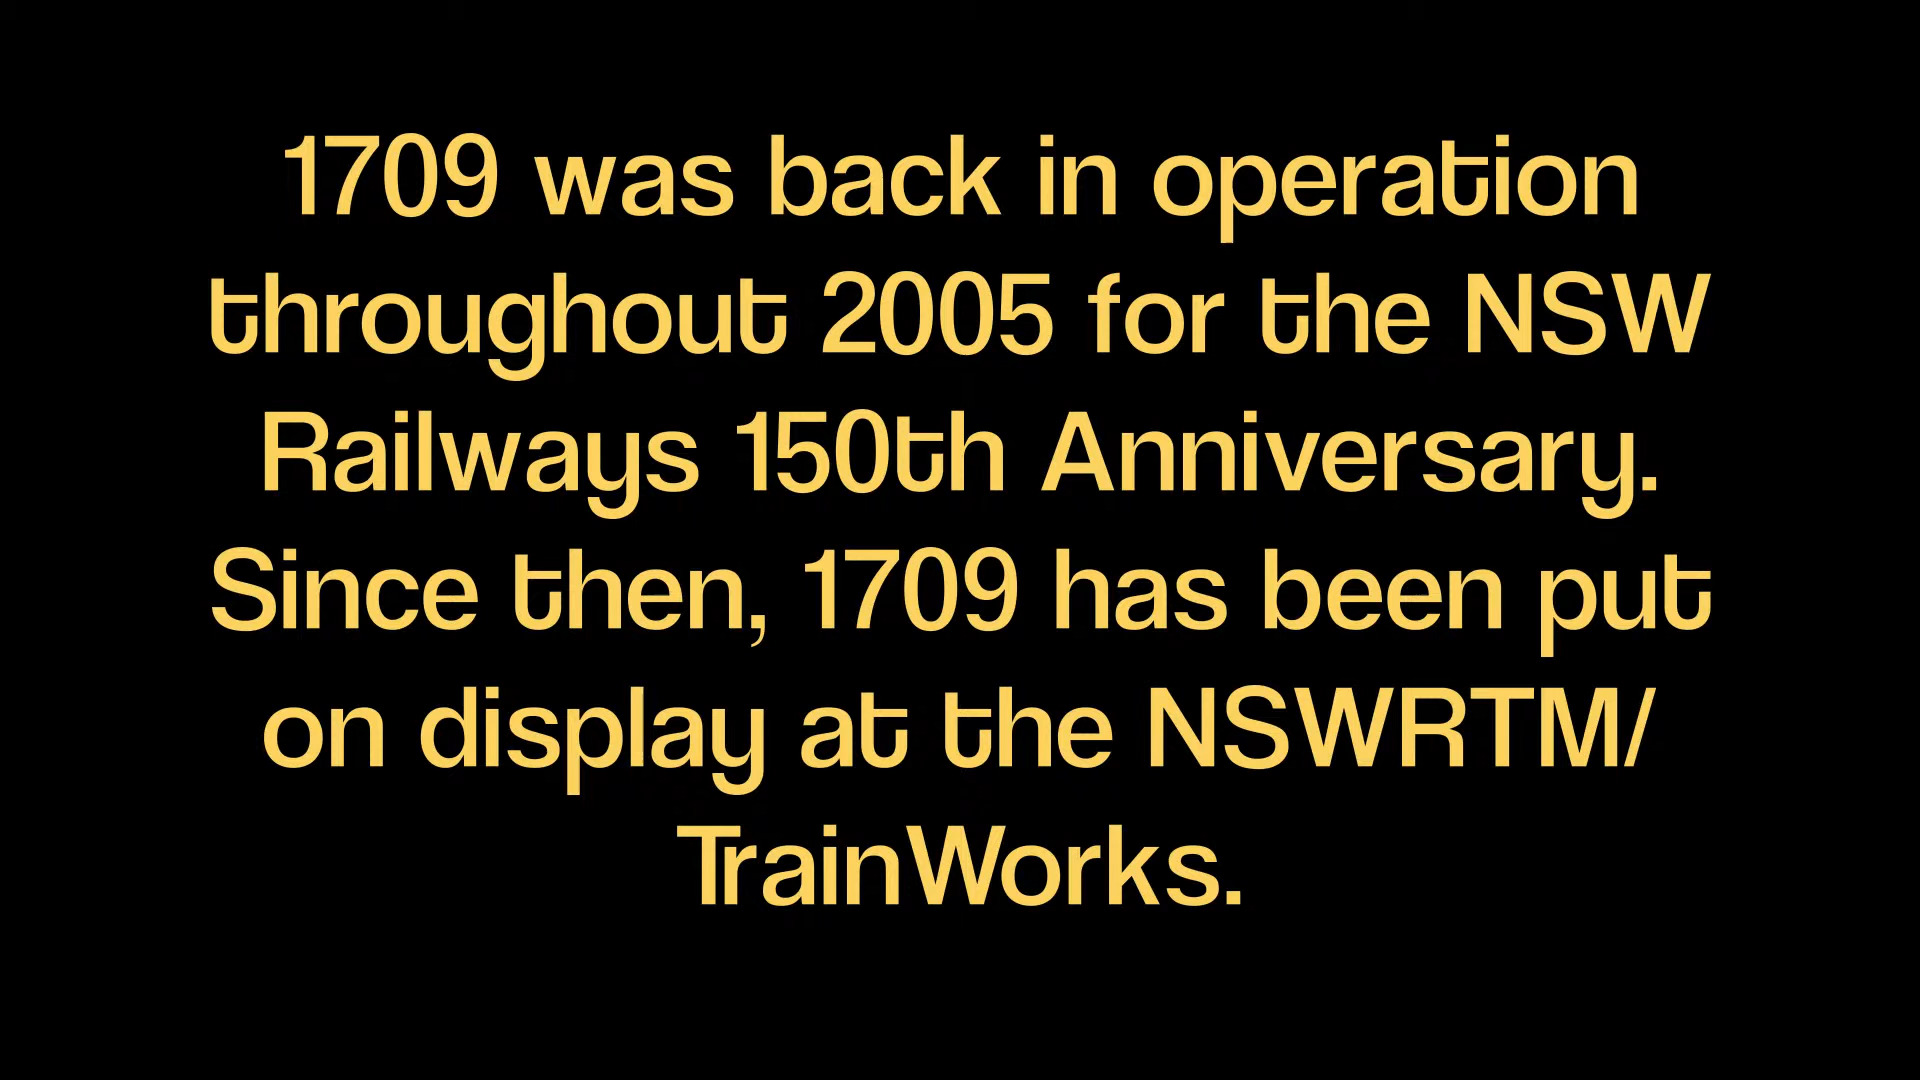 1709 was back in operation
throughout 2005 for the NSW
Railways 150th Anniversary.
Since then, 1709 has been put
on display at the NSWRTM/
TrainWorks.